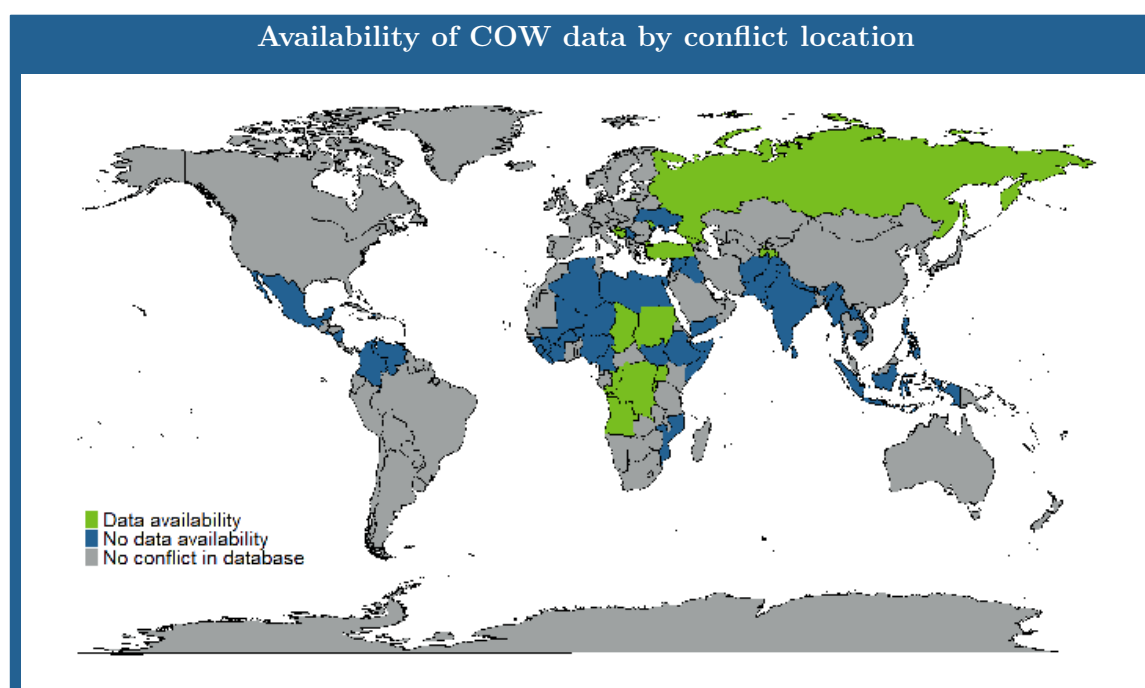 Availability of COW data by conflict location
Data availability
No data availability
No conflict in database